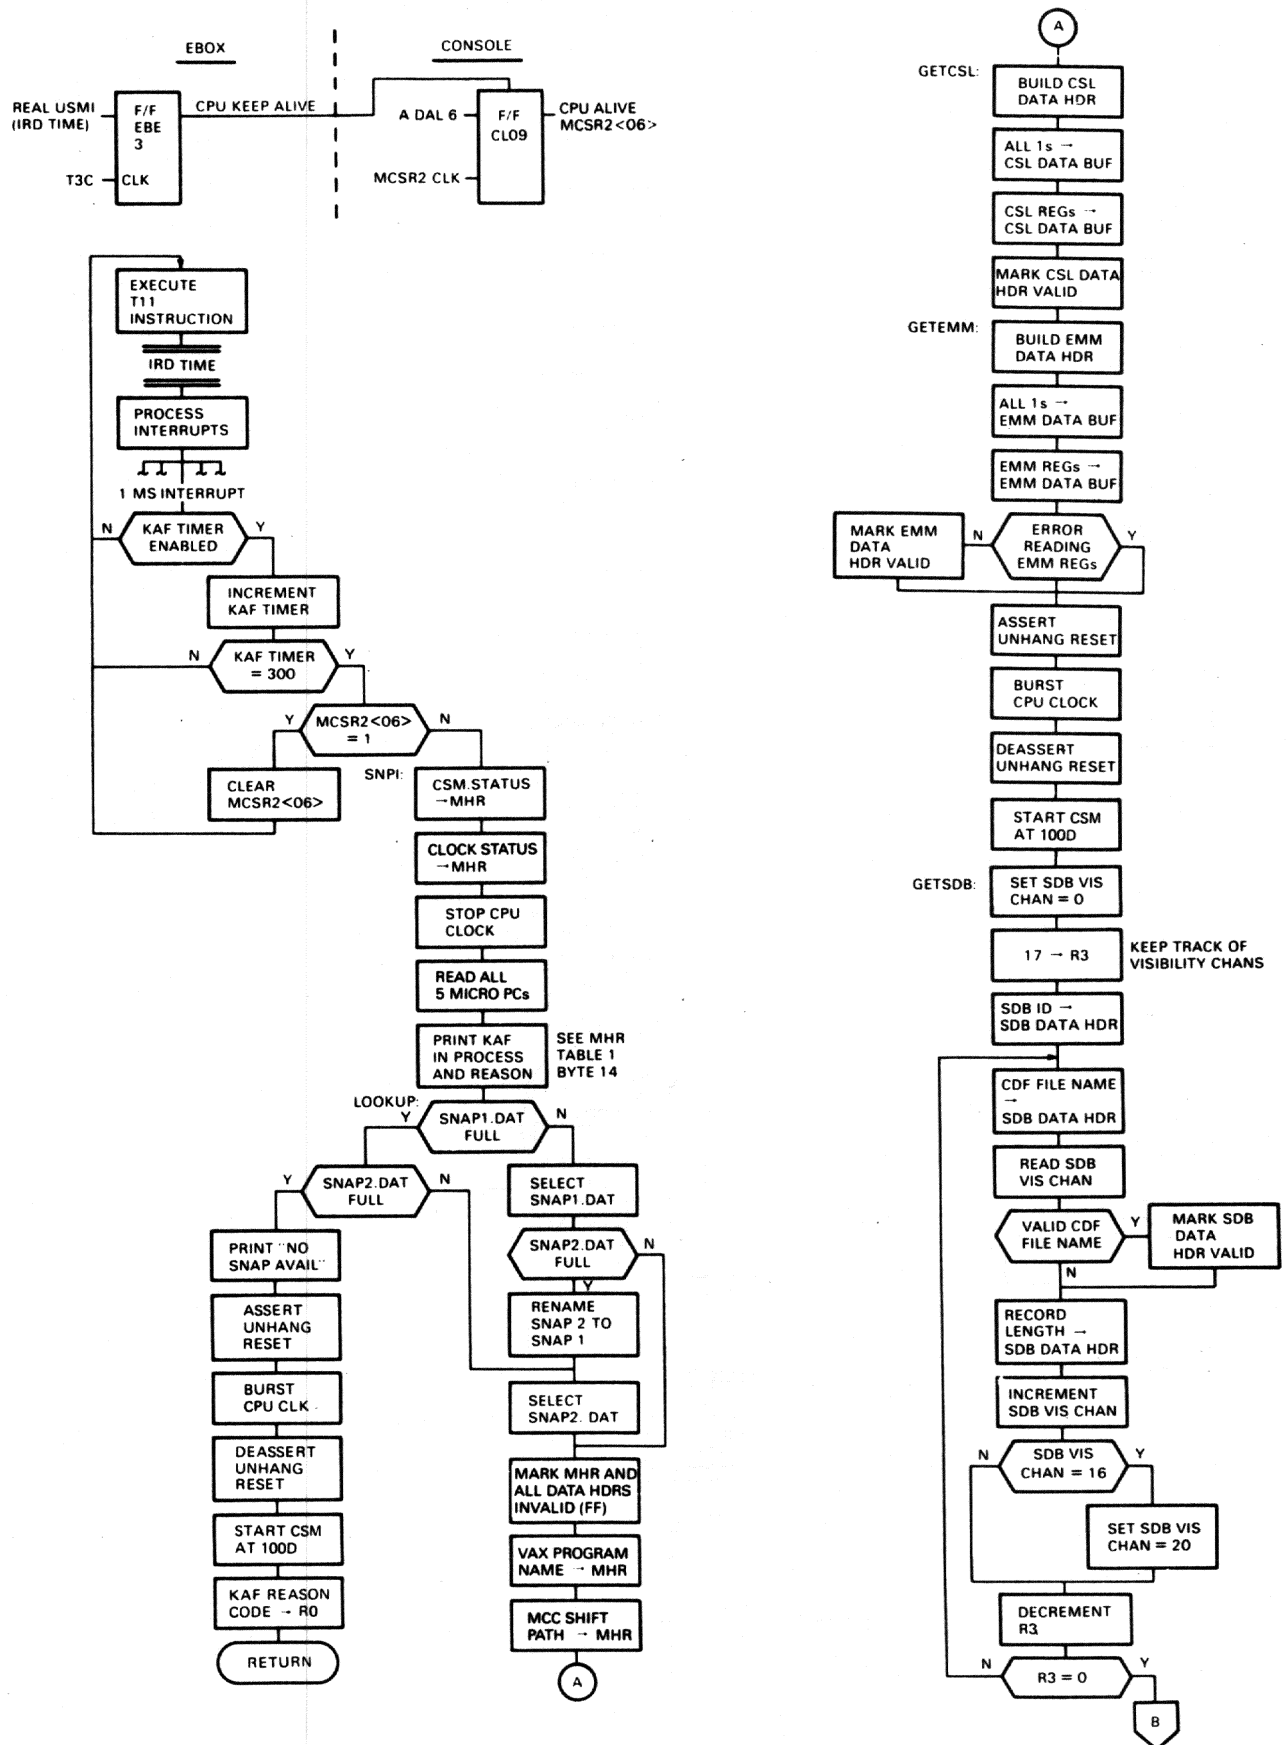 EBOX
CONSOLE
REAL USMI
(IRD TIME)
F/F
EBE
3
CPU KEEP ALIVE
T3C
CLK
A DAL 6
F/F
CL09
CPU ALIVE
MCSR2<06>
MCSR2 CLK
EXECUTE
T11
INSTRUCTION
IRD TIME
PROCESS
INTERRUPTS
1 MS INTERRUPT
N
KAF TIMER
ENABLED
Y
INCREMENT
KAF TIMER
N
KAF TIMER
= 300
Y
Y
MCSR2<06>
= 1
N
CLEAR
MCSR2<06>
SNPI:
CSM.STATUS
→MHR
CLOCK STATUS
→MHR
STOP CPU
CLOCK
READ ALL
5 MICRO PCs
PRINT KAF
IN PROCESS
AND REASON
SEE MHR
TABLE 1
BYTE 14
LOOKUP:
Y
SNAP1.DAT
FULL
N
Y
SNAP2.DAT
FULL
N
SELECT
SNAP1.DAT
PRINT "NO
SNAP AVAIL"
SNAP2.DAT
FULL
N
Y
ASSERT
UNHANG
RESET
RENAME
SNAP 2 TO
SNAP 1
BURST
CPU CLK
SELECT
SNAP2. DAT
DEASSERT
UNHANG
RESET
MARK MHR AND
ALL DATA HDRS
INVALID (FF)
START CSM
AT 100D
VAX PROGRAM
NAME → MHR
KAF REASON
CODE → R0
MCC SHIFT
PATH → MHR
RETURN
A
A
GETCSL:
BUILD CSL
DATA HDR
ALL 1s →
CSL DATA BUF
CSL REGs →
CSL DATA BUF
MARK CSL DATA
HDR VALID
GETEMM:
BUILD EMM
DATA HDR
ALL 1s →
EMM DATA BUF
EMM REGs →
EMM DATA BUF
MARK EMM
DATA
HDR VALID
N
ERROR
READING
EMM REGs
Y
ASSERT
UNHANG RESET
BURST
CPU CLOCK
DEASSERT
UNHANG RESET
START CSM
AT 100D
GETSDB:
SET SDB VIS
CHAN = 0
17 → R3
KEEP TRACK OF
VISIBILITY CHANS
SDB ID →
SDB DATA HDR
CDF FILE NAME
→
SDB DATA HDR
READ SDB
VIS CHAN
VALID CDF
FILE NAME
Y
MARK SDB
DATA
HDR VALID
N
RECORD
LENGTH →
SDB DATA HDR
INCREMENT
SDB VIS CHAN
N
SDB VIS
CHAN = 16
Y
SET SDB VIS
CHAN = 20
DECREMENT
R3
N
R3 = 0
Y
B